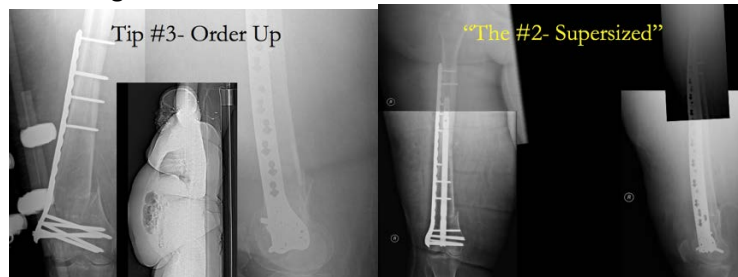 Tip #3- Order Up
“The #2- Supersized”